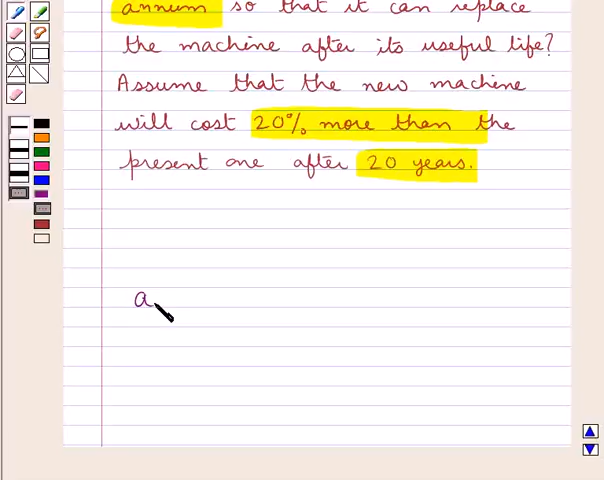 annum so that it can replace
the machine after its useful life?
Assume that the new machine
will cost 20% more than the
present one after 20 years.
a